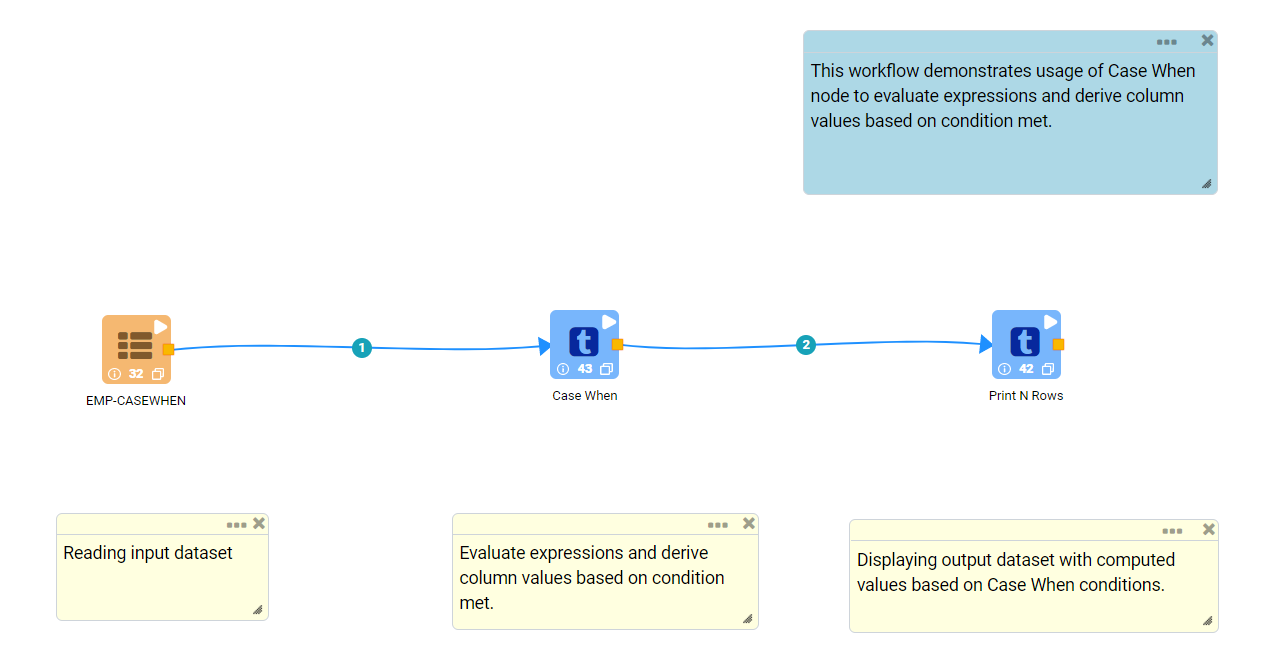 This workflow demonstrates usage of Case When
node to evaluate expressions and derive column
values based on condition met.
1
2
t
t
32
43
42
EMP-CASEWHEN
Case When
Print N Rows
Reading input dataset
Evaluate expressions and derive
column values based on condition
met.
Displaying output dataset with computed
values based on Case When conditions.